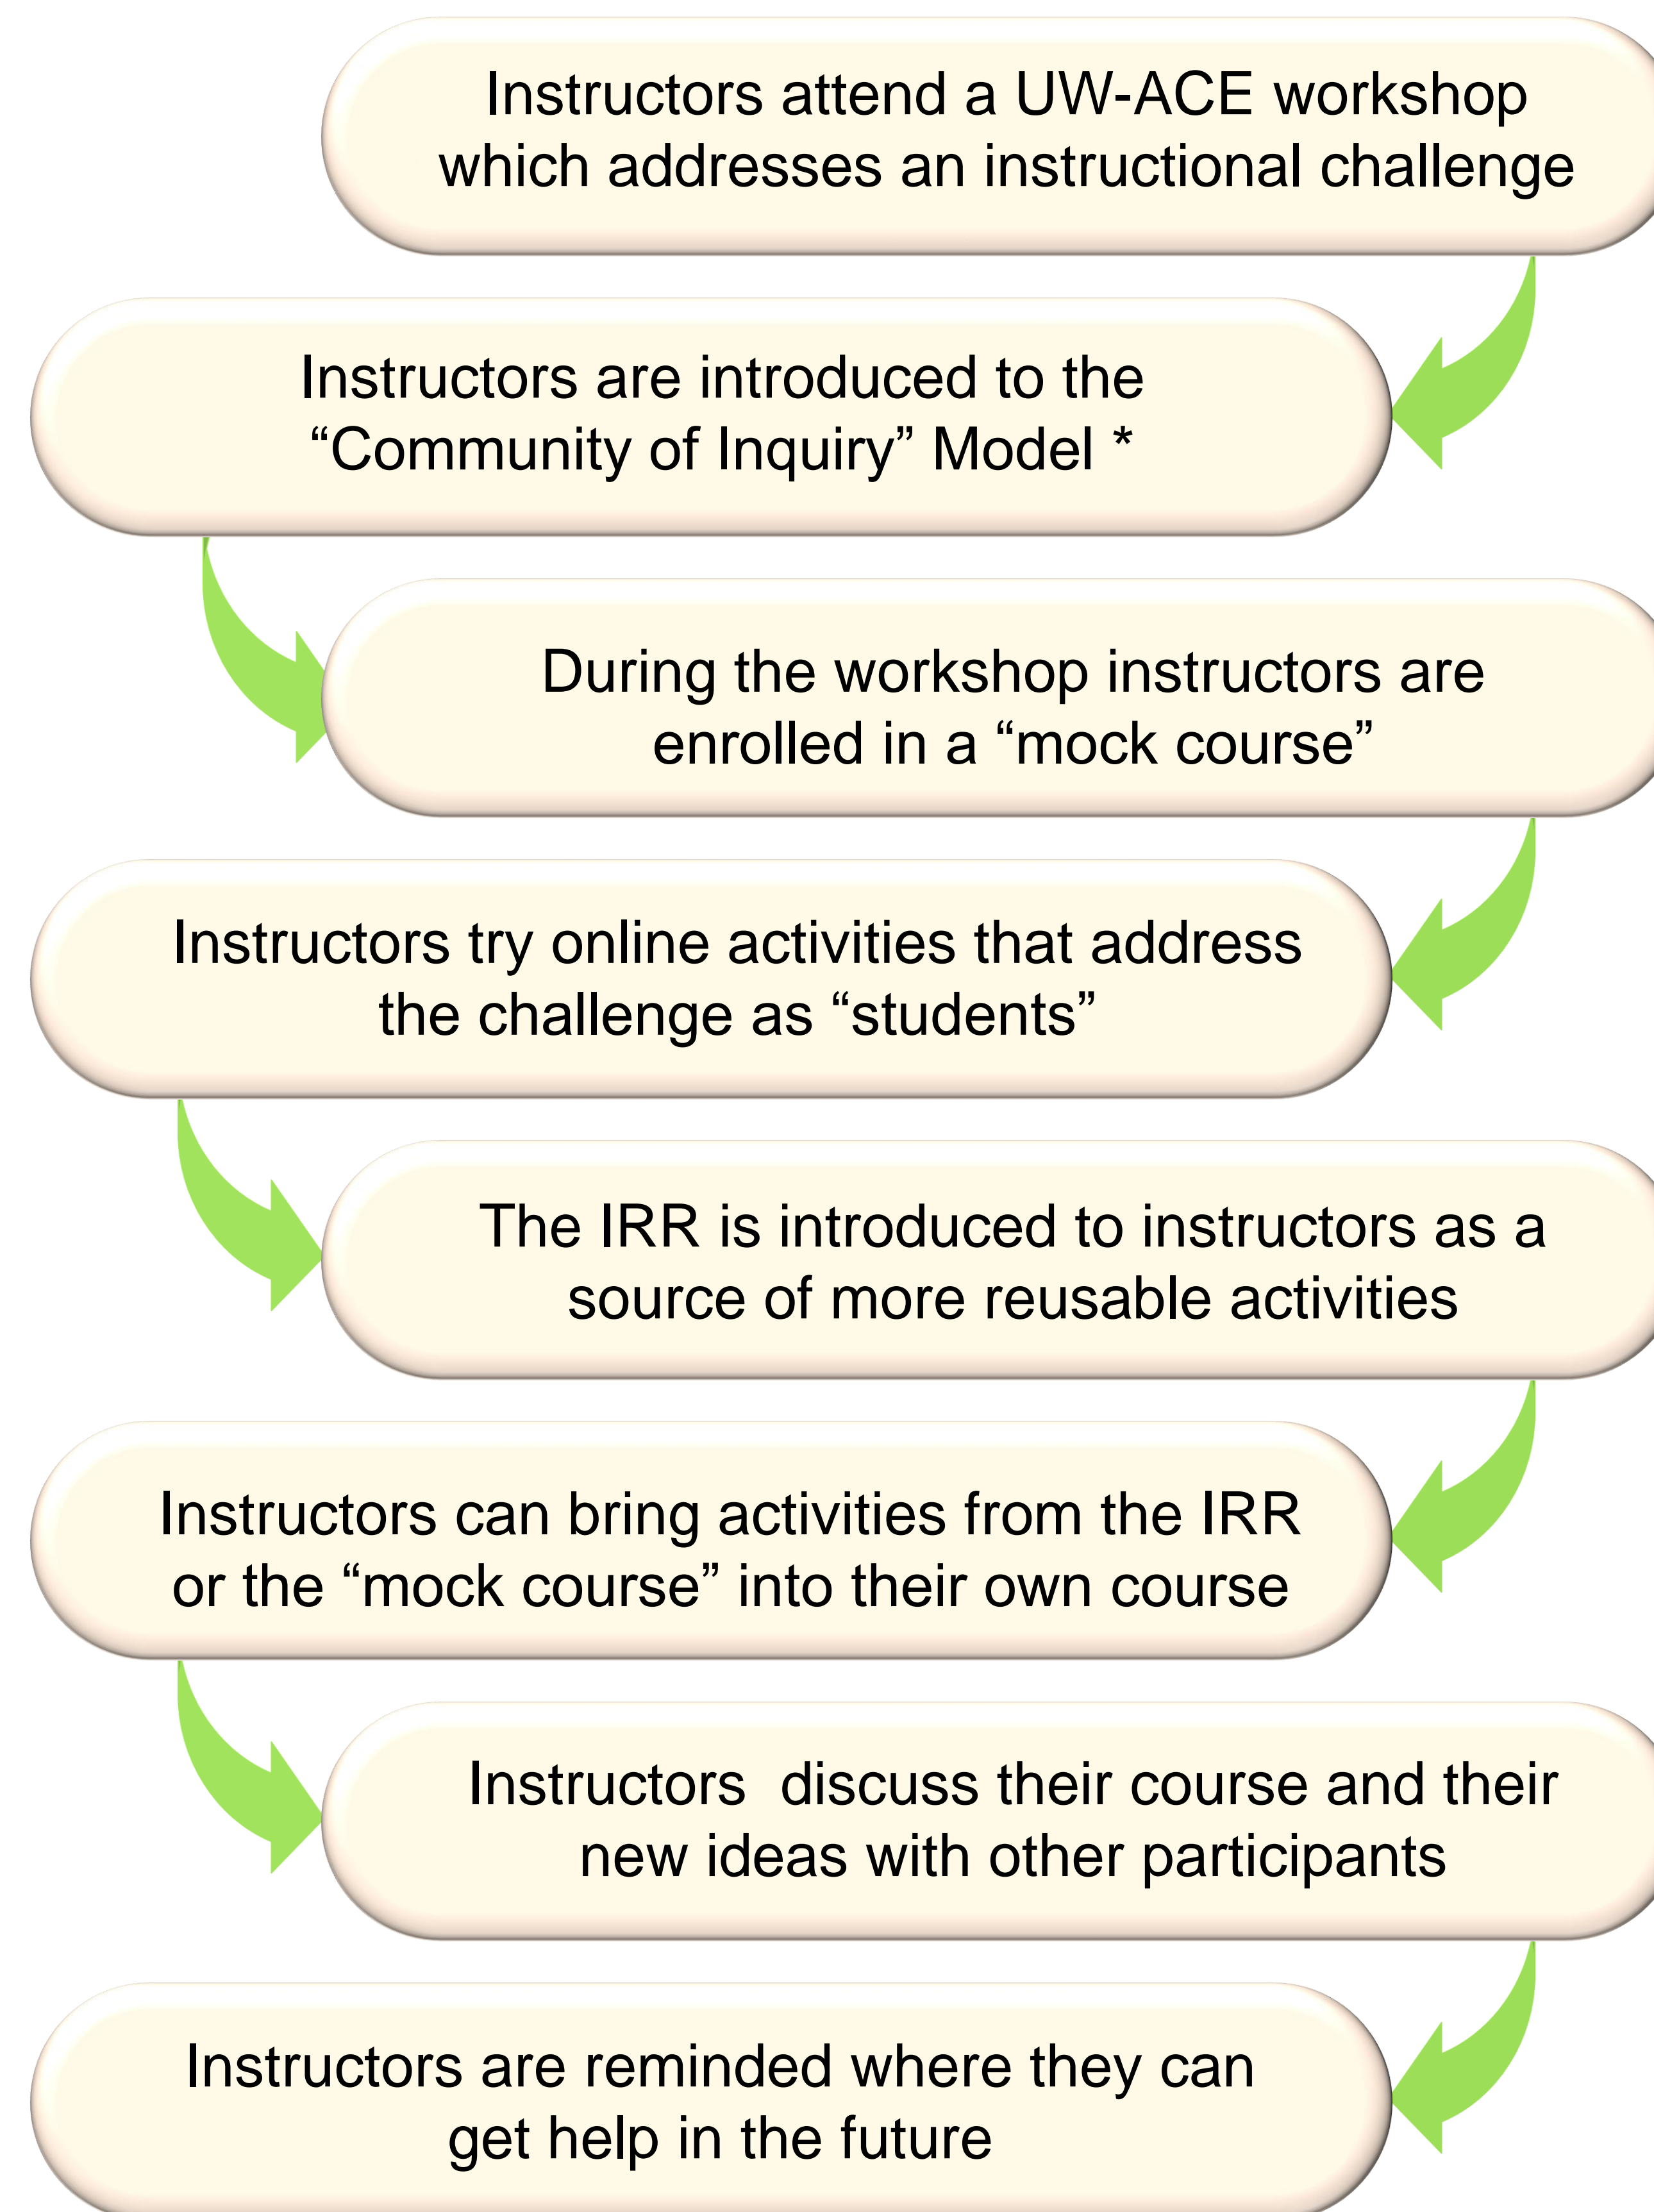 Instructors attend a UW-ACE workshop
which addresses an instructional challenge
Instructors are introduced to the
“Community of Inquiry” Model *
During the workshop instructors are
enrolled in a “mock course”
Instructors try online activities that address
the challenge as “students”
The IRR is introduced to instructors as a
source of more reusable activities
Instructors can bring activities from the IRR
or the “mock course” into their own course
Instructors  discuss their course and their
new ideas with other participants
Instructors are reminded where they can
get help in the future